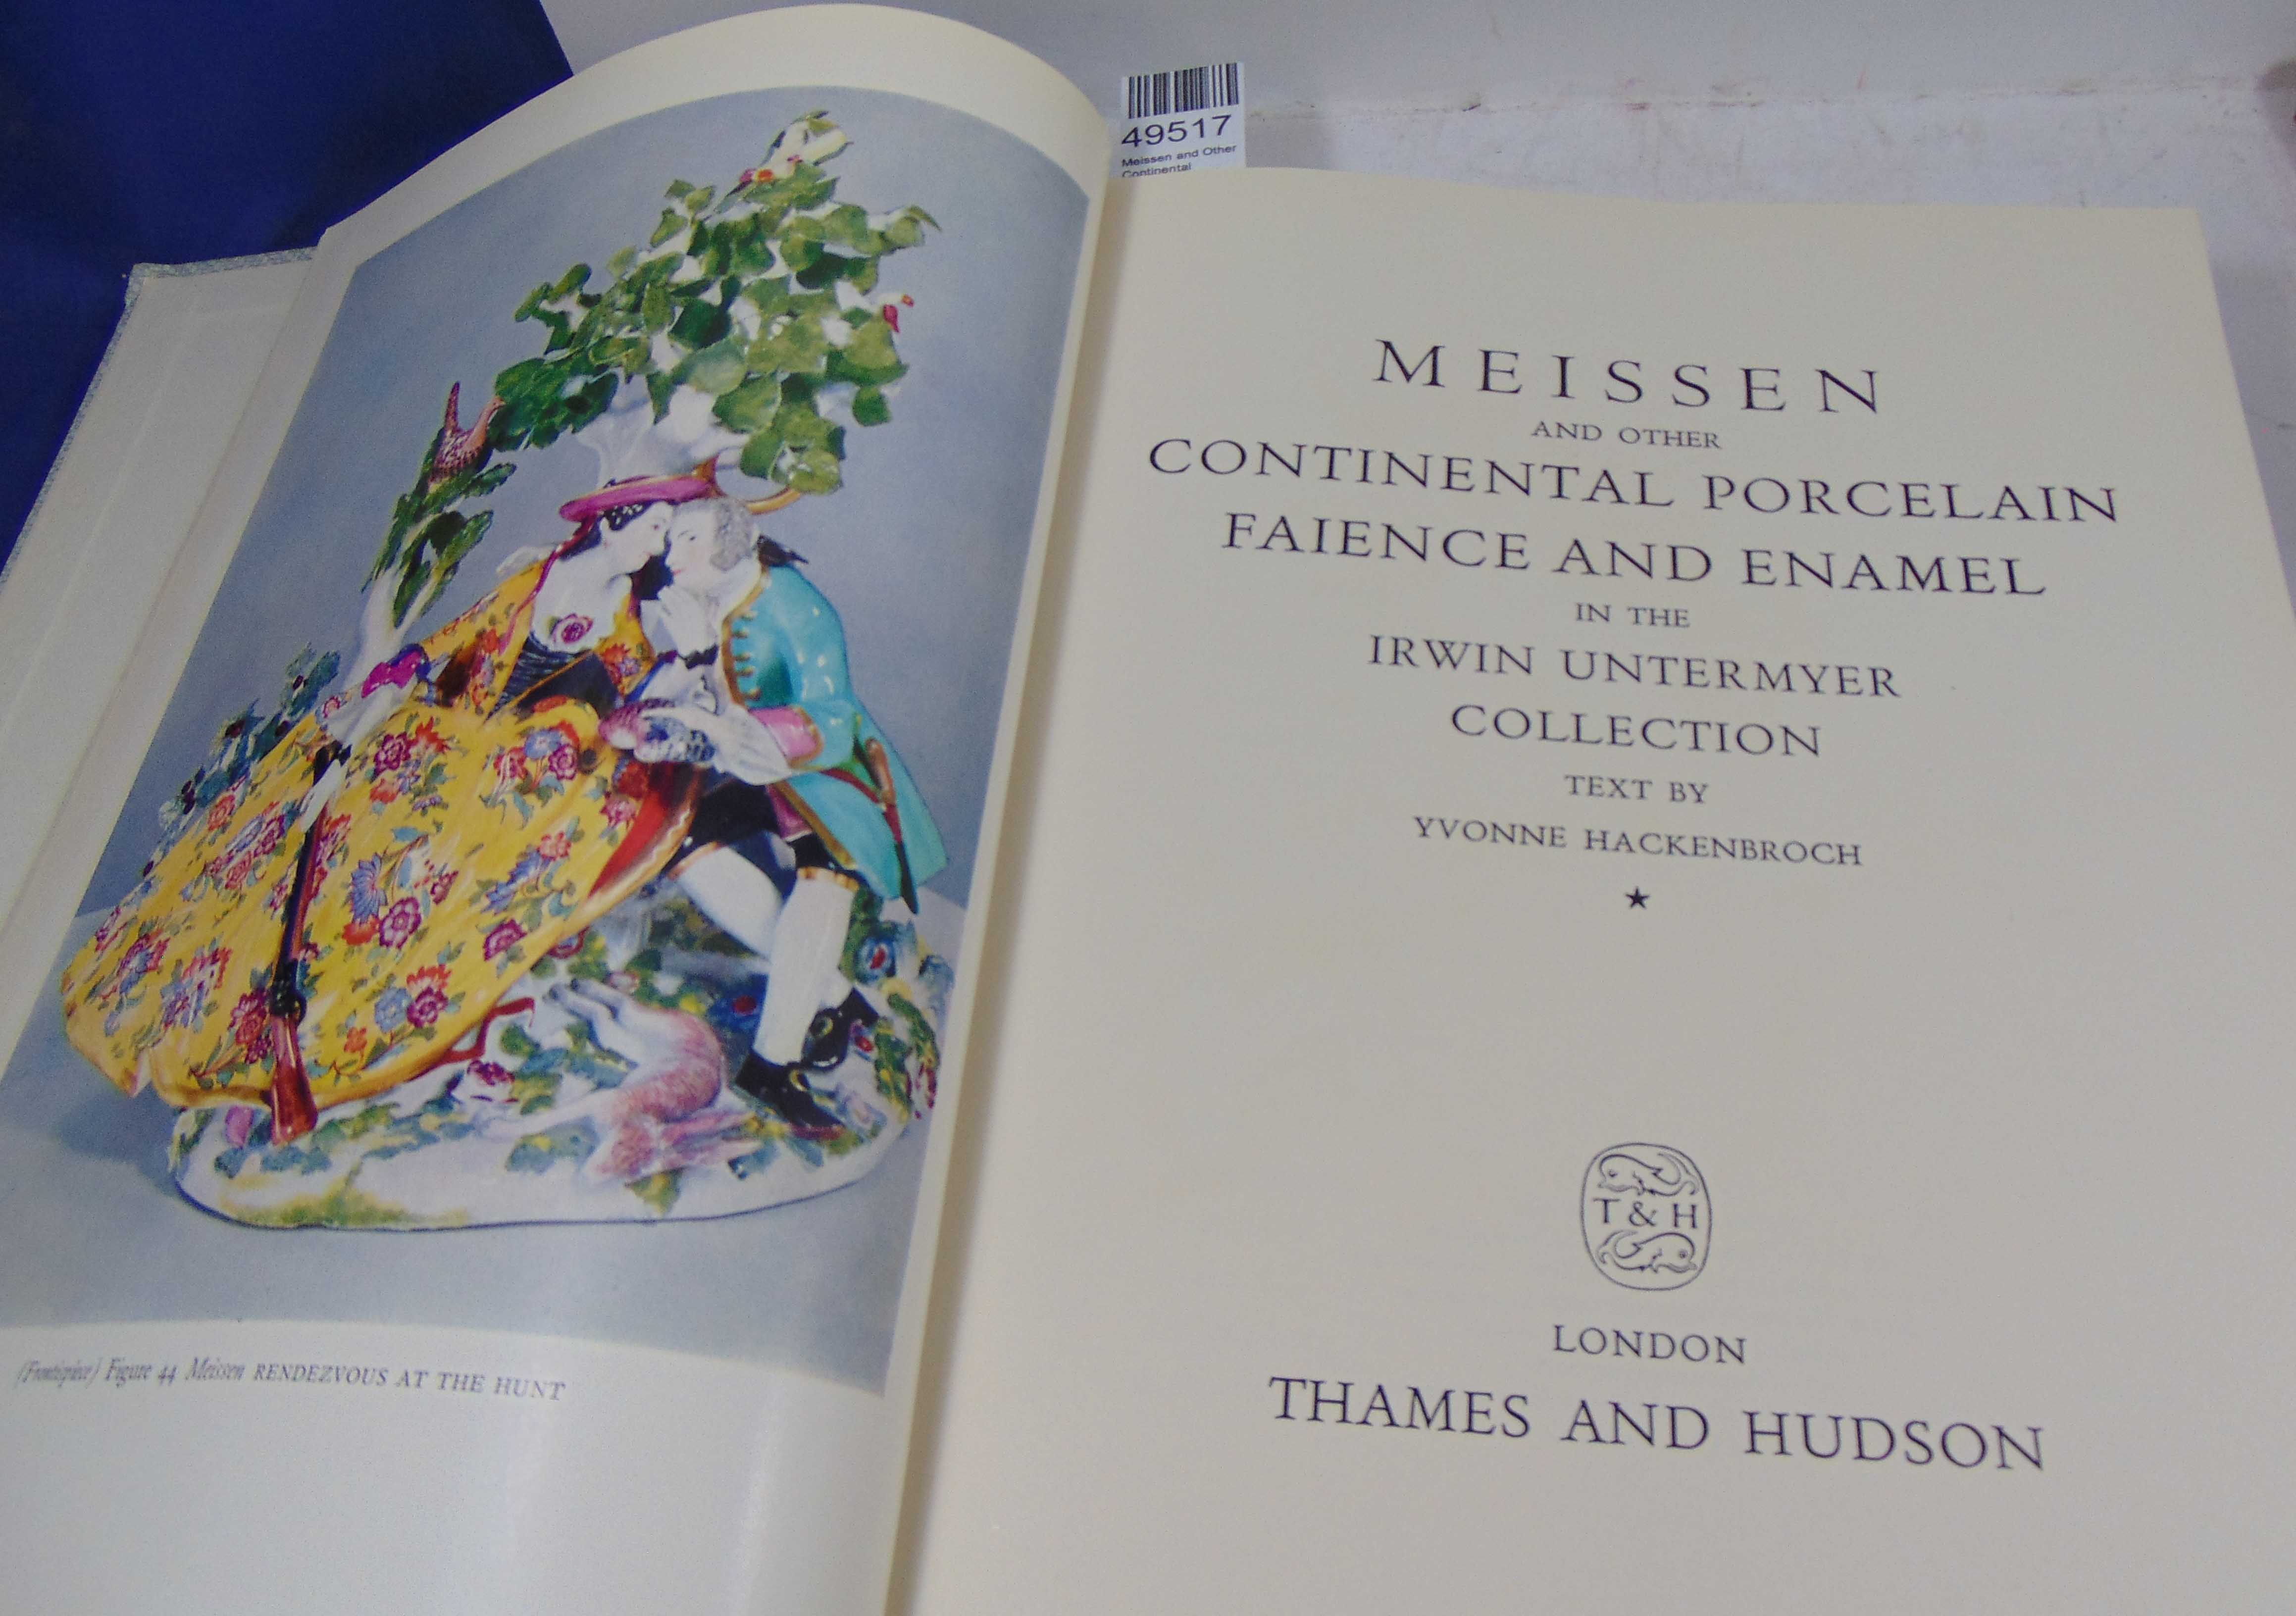 49517
Meissen and Other
Continental
(Frontispiece) Figure 44 Meissen RENDEZVOUS AT THE HUNT
MEISSEN
AND OTHER
CONTINENTAL PORCELAIN
FAIENCE AND ENAMEL
IN THE
IRWIN UNTERMYER
COLLECTION
TEXT BY
YVONNE HACKENBROCH
★
T & H
LONDON
THAMES AND HUDSON